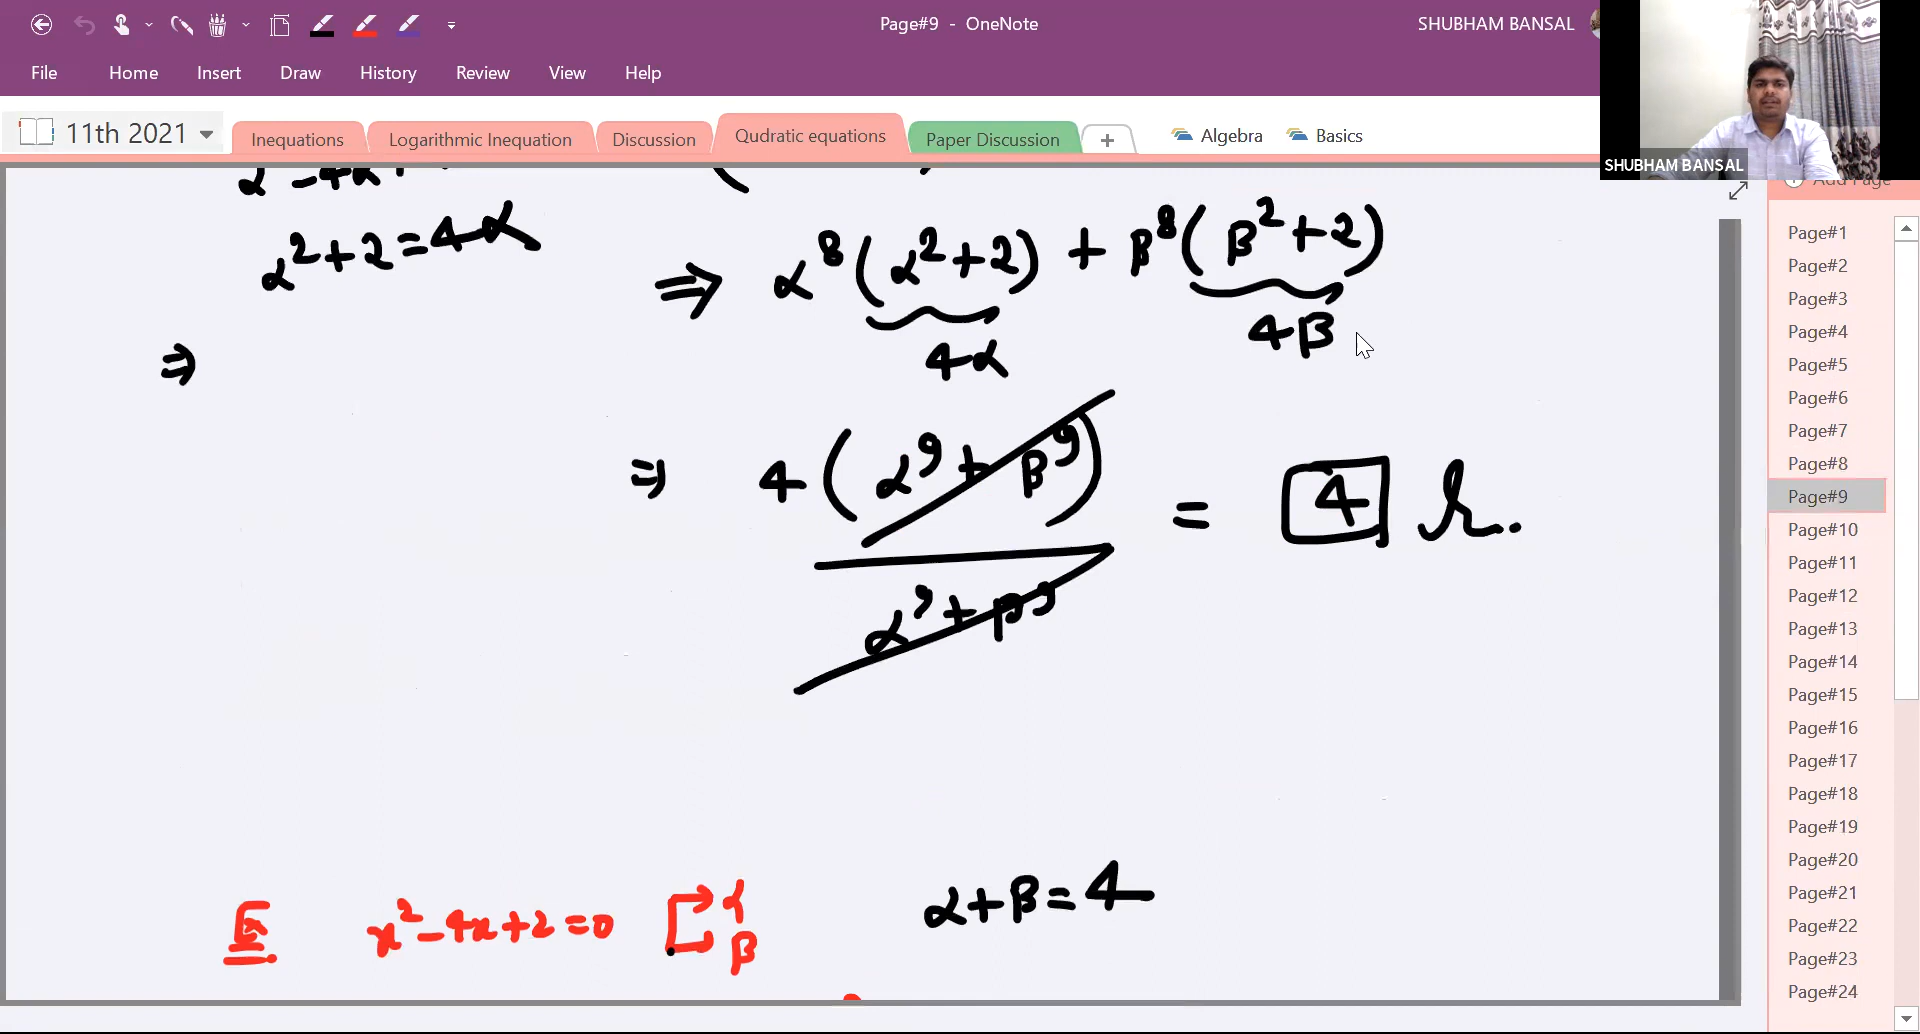 Page#9 - OneNote
SHUBHAM BANSAL
File Home Insert Draw History Review View Help
11th 2021
Inequations Logarithmic Inequation Discussion Qudratic equations Paper Discussion + Algebra Basics
SHUBHAM BANSAL
Add Page
α² + 2 = 4α
⇒ α⁸(α² + 2) + β⁸(β² + 2)
4α 4β
⇒
⇒ 4(α⁹ + β⁹)
= 4
α⁹ + β⁹
α + β = 4
E x² - 4x + 2 = 0 α
β
Page#1
Page#2
Page#3
Page#4
Page#5
Page#6
Page#7
Page#8
Page#9
Page#10
Page#11
Page#12
Page#13
Page#14
Page#15
Page#16
Page#17
Page#18
Page#19
Page#20
Page#21
Page#22
Page#23
Page#24